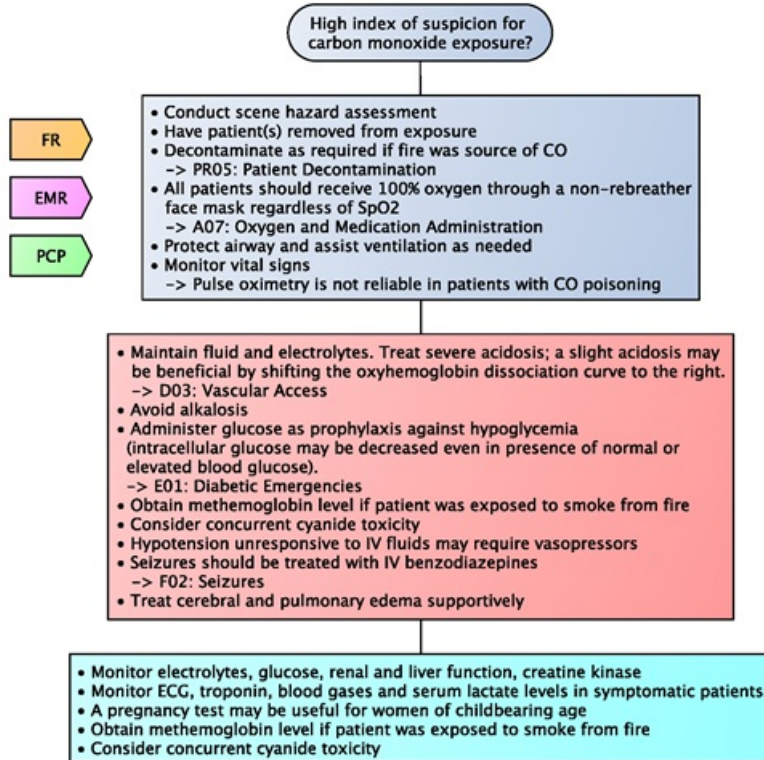 High index of suspicion for
carbon monoxide exposure?
FR
EMR
PCP
• Conduct scene hazard assessment
• Have patient(s) removed from exposure
• Decontaminate as required if fire was source of CO
-> PR05: Patient Decontamination
• All patients should receive 100% oxygen through a non-rebreather
face mask regardless of SpO2
-> A07: Oxygen and Medication Administration
• Protect airway and assist ventilation as needed
• Monitor vital signs
-> Pulse oximetry is not reliable in patients with CO poisoning
• Maintain fluid and electrolytes. Treat severe acidosis; a slight acidosis may
be beneficial by shifting the oxyhemoglobin dissociation curve to the right.
-> D03: Vascular Access
• Avoid alkalosis
• Administer glucose as prophylaxis against hypoglycemia
(intracellular glucose may be decreased even in presence of normal or
elevated blood glucose).
-> E01: Diabetic Emergencies
• Obtain methemoglobin level if patient was exposed to smoke from fire
• Consider concurrent cyanide toxicity
• Hypotension unresponsive to IV fluids may require vasopressors
• Seizures should be treated with IV benzodiazepines
-> F02: Seizures
• Treat cerebral and pulmonary edema supportively
• Monitor electrolytes, glucose, renal and liver function, creatine kinase
• Monitor ECG, troponin, blood gases and serum lactate levels in symptomatic patients
• A pregnancy test may be useful for women of childbearing age
• Obtain methemoglobin level if patient was exposed to smoke from fire
• Consider concurrent cyanide toxicity